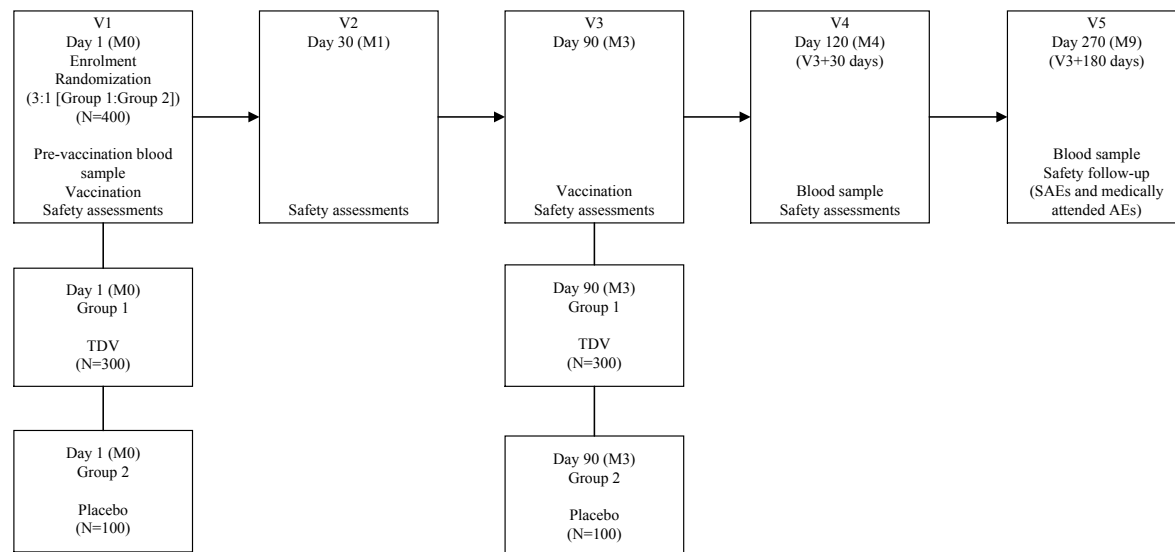 V1
Day 1 (M0)
Enrolment
Randomization
(3:1 [Group 1:Group 2])
(N=400)
Pre-vaccination blood
sample
Vaccination
Safety assessments
V2
Day 30 (M1)
Safety assessments
V3
Day 90 (M3)
Vaccination
Safety assessments
V4
Day 120 (M4)
(V3+30 days)
Blood sample
Safety assessments
V5
Day 270 (M9)
(V3+180 days)
Blood sample
Safety follow-up
(SAEs and medically
attended AEs)
Day 1 (M0)
Group 1
TDV
(N=300)
Day 90 (M3)
Group 1
TDV
(N=300)
Day 1 (M0)
Group 2
Placebo
(N=100)
Day 90 (M3)
Group 2
Placebo
(N=100)